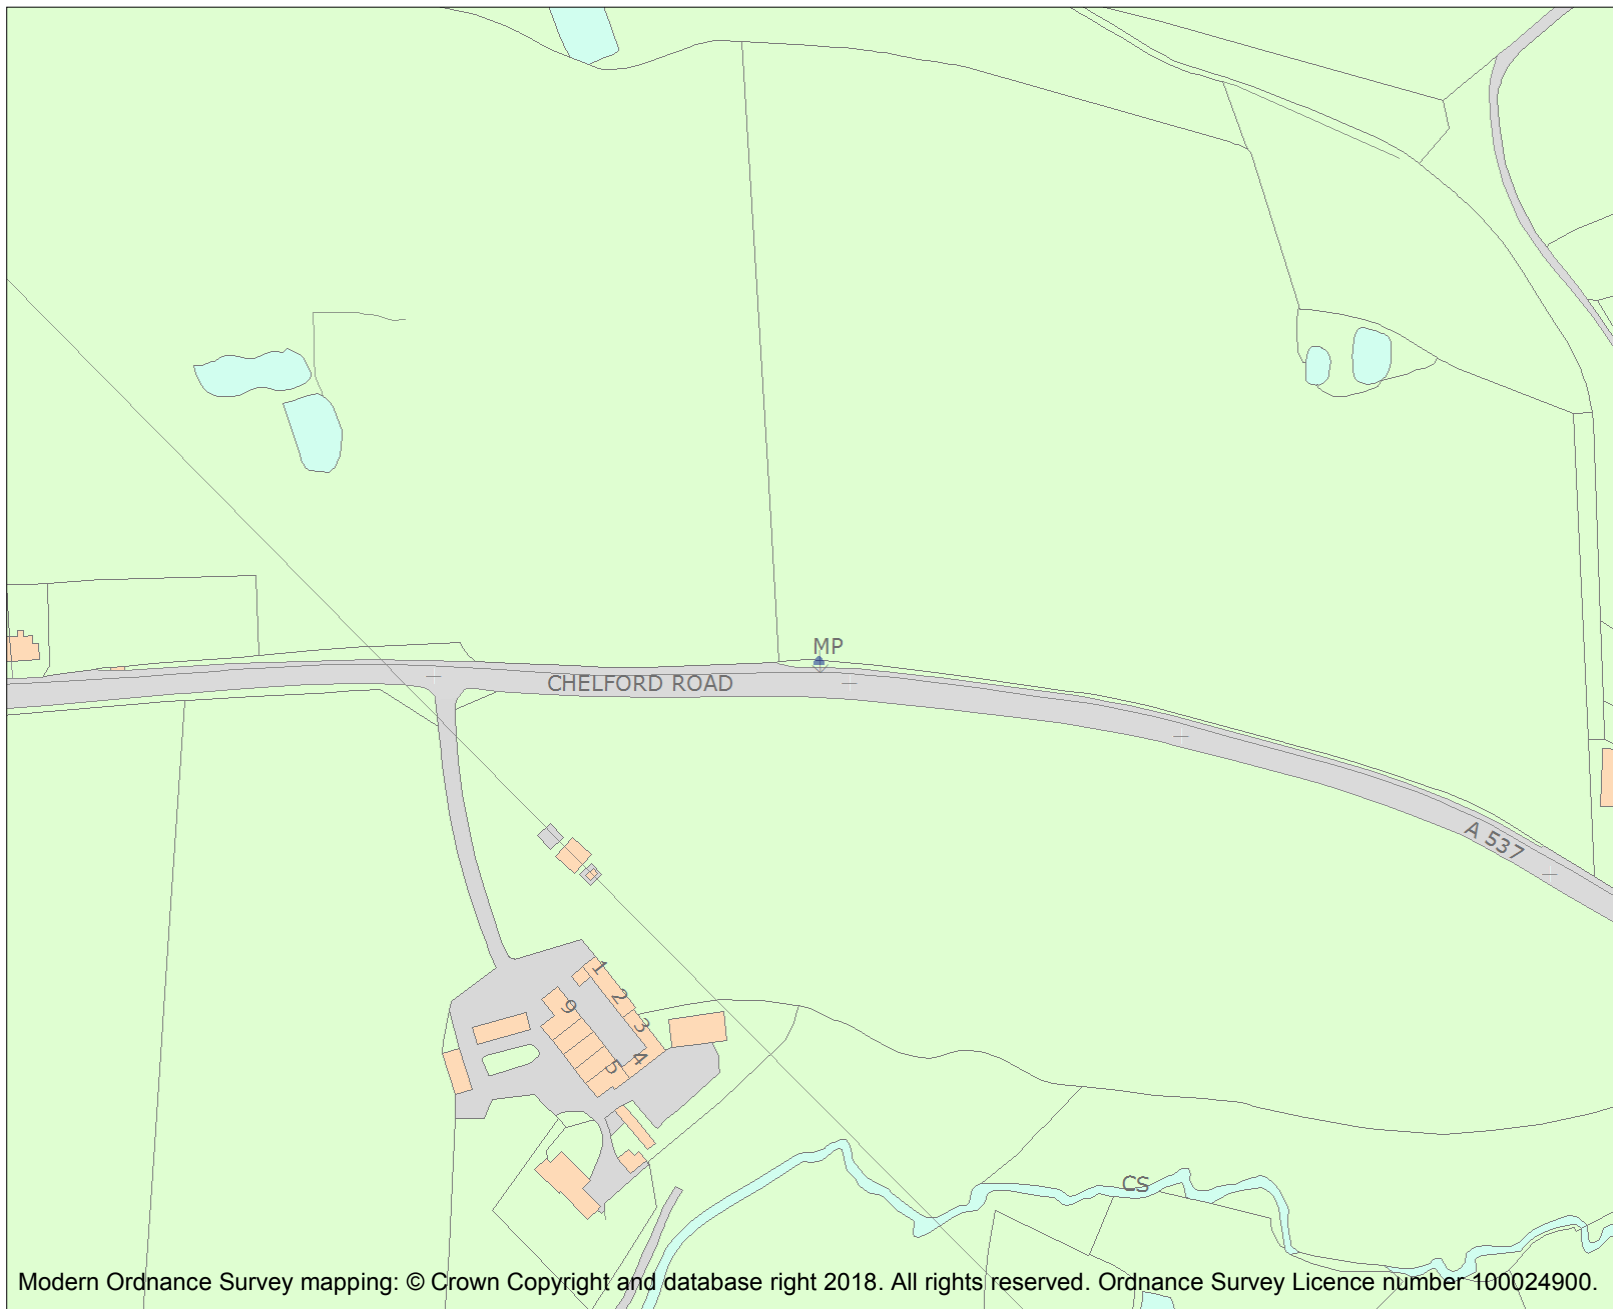 MP
CHELFORD ROAD
A 537
1
2
9
3
4
5
CS
Modern Ordnance Survey mapping: © Crown Copyright and database right 2018. All rights reserved. Ordnance Survey Licence number 100024900.